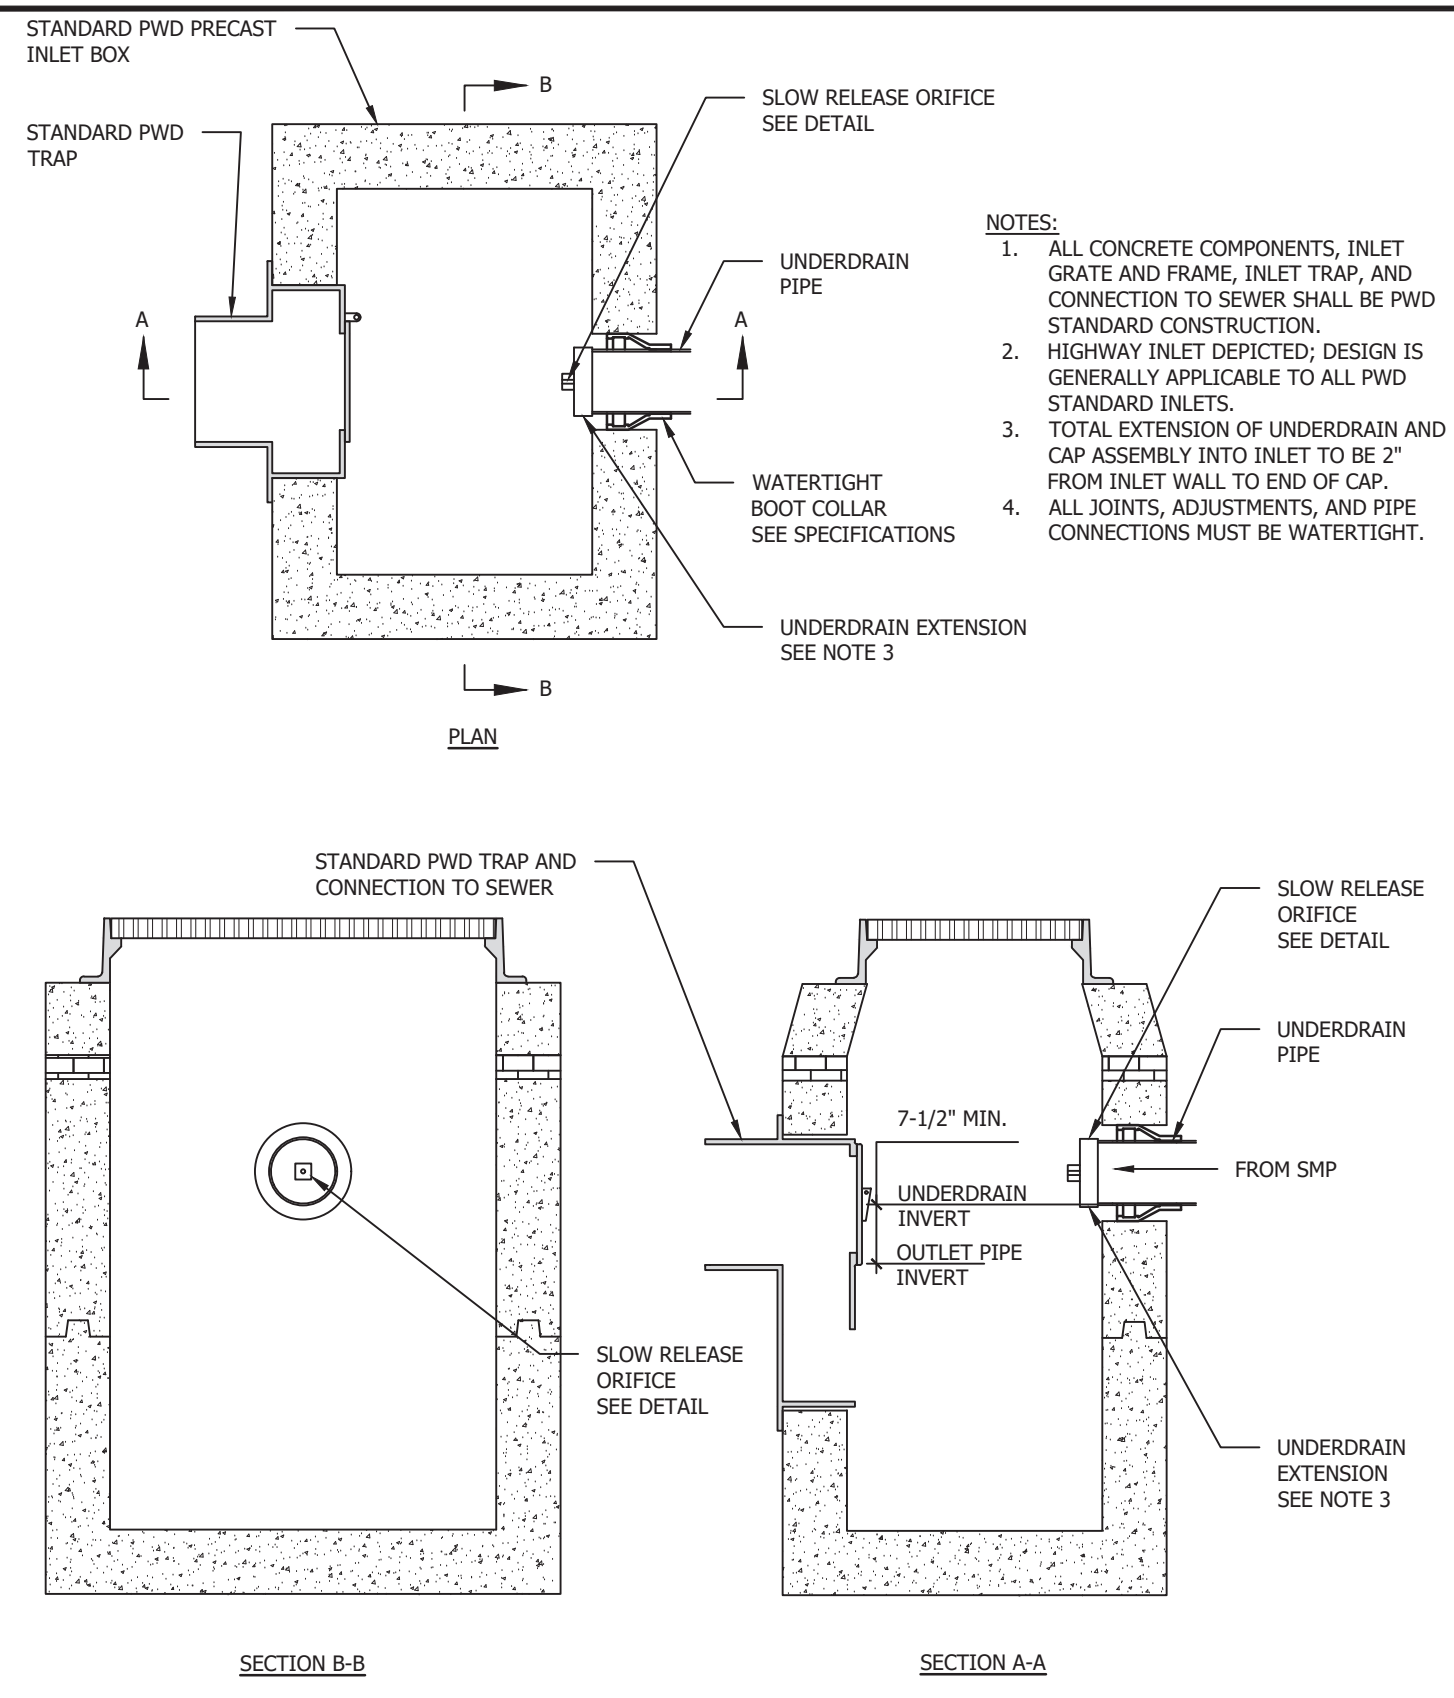 STANDARD PWD PRECAST
INLET BOX
B
SLOW RELEASE ORIFICE
SEE DETAIL
STANDARD PWD
TRAP
NOTES:
1. ALL CONCRETE COMPONENTS, INLET
GRATE AND FRAME, INLET TRAP, AND
CONNECTION TO SEWER SHALL BE PWD
STANDARD CONSTRUCTION.
2. HIGHWAY INLET DEPICTED; DESIGN IS
GENERALLY APPLICABLE TO ALL PWD
STANDARD INLETS.
3. TOTAL EXTENSION OF UNDERDRAIN AND
CAP ASSEMBLY INTO INLET TO BE 2"
FROM INLET WALL TO END OF CAP.
4. ALL JOINTS, ADJUSTMENTS, AND PIPE
CONNECTIONS MUST BE WATERTIGHT.
UNDERDRAIN
PIPE
A
A
WATERTIGHT
BOOT COLLAR
SEE SPECIFICATIONS
UNDERDRAIN EXTENSION
SEE NOTE 3
B
PLAN
STANDARD PWD TRAP AND
CONNECTION TO SEWER
SLOW RELEASE
ORIFICE
SEE DETAIL
UNDERDRAIN
PIPE
7-1/2" MIN.
FROM SMP
UNDERDRAIN
INVERT
OUTLET PIPE
INVERT
SLOW RELEASE
ORIFICE
SEE DETAIL
UNDERDRAIN
EXTENSION
SEE NOTE 3
SECTION B-B
SECTION A-A